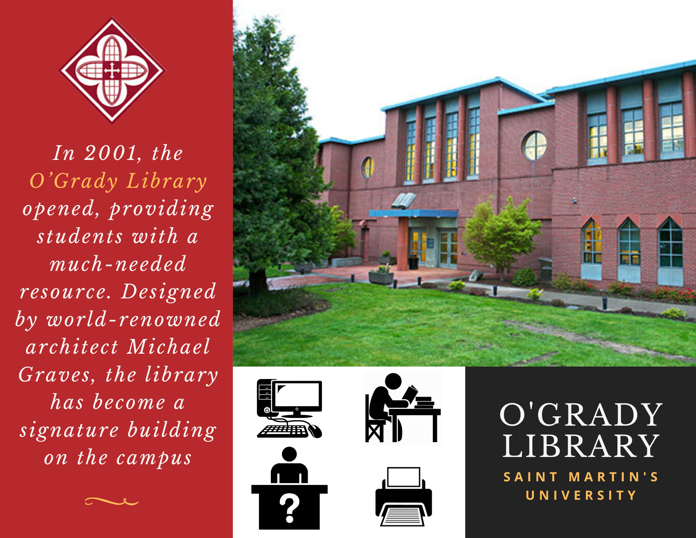 In 2001, the
O’Grady Library
opened, providing
students with a
much-needed
resource. Designed
by world-renowned
architect Michael
Graves, the library
has become a
signature building
on the campus
?
O'GRADY
LIBRARY
SAINT MARTIN'S
UNIVERSITY